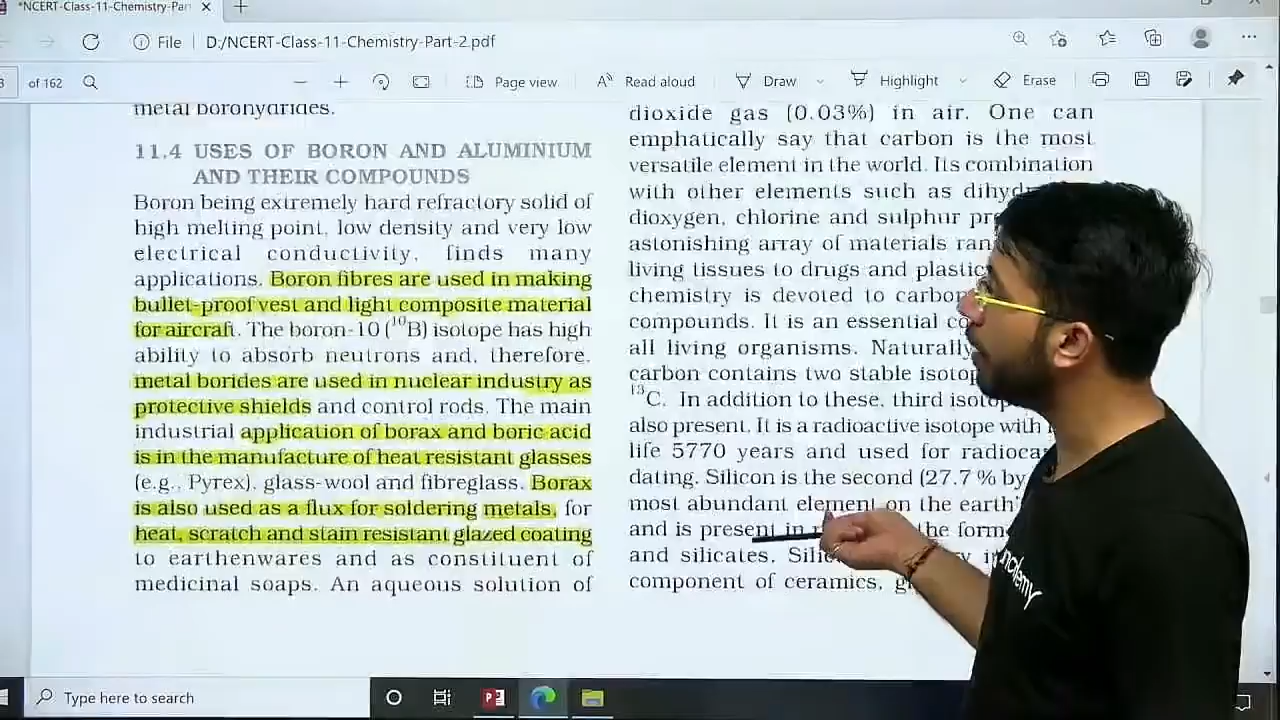 *NCERT-Class-11-Chemistry-Part
File D:/NCERT-Class-11-Chemistry-Part-2.pdf
of 162 Page view Read aloud Draw Highlight Erase
metal borohydrides.
11.4 USES OF BORON AND ALUMINIUM
AND THEIR COMPOUNDS
Boron being extremely hard refractory solid of
high melting point, low density and very low
electrical conductivity, finds many
applications. Boron fibres are used in making
bullet-proof vest and light composite material
for aircraft. The boron-10 (¹⁰B) isotope has high
ability to absorb neutrons and, therefore,
metal borides are used in nuclear industry as
protective shields and control rods. The main
industrial application of borax and boric acid
is in the manufacture of heat resistant glasses
(e.g., Pyrex), glass-wool and fibreglass. Borax
is also used as a flux for soldering metals, for
heat, scratch and stain resistant glazed coating
to earthenwares and as constituent of
medicinal soaps. An aqueous solution of
dioxide gas (0.03%) in air. One can
emphatically say that carbon is the most
versatile element in the world. Its combination
with other elements such as
dioxygen, chlorine and sulphur
astonishing array of materials
living tissues to drugs and
chemistry is devoted to
compounds. It is an essential
all living organisms. Naturally
carbon contains two stable
¹³C. In addition to these, third
also present. It is a radioactive isotope with
life 5770 years and used for
dating. Silicon is the second (27.7 % by
most abundant element on the
and is present in the
and silicates.
component of ceramics,
Type here to search